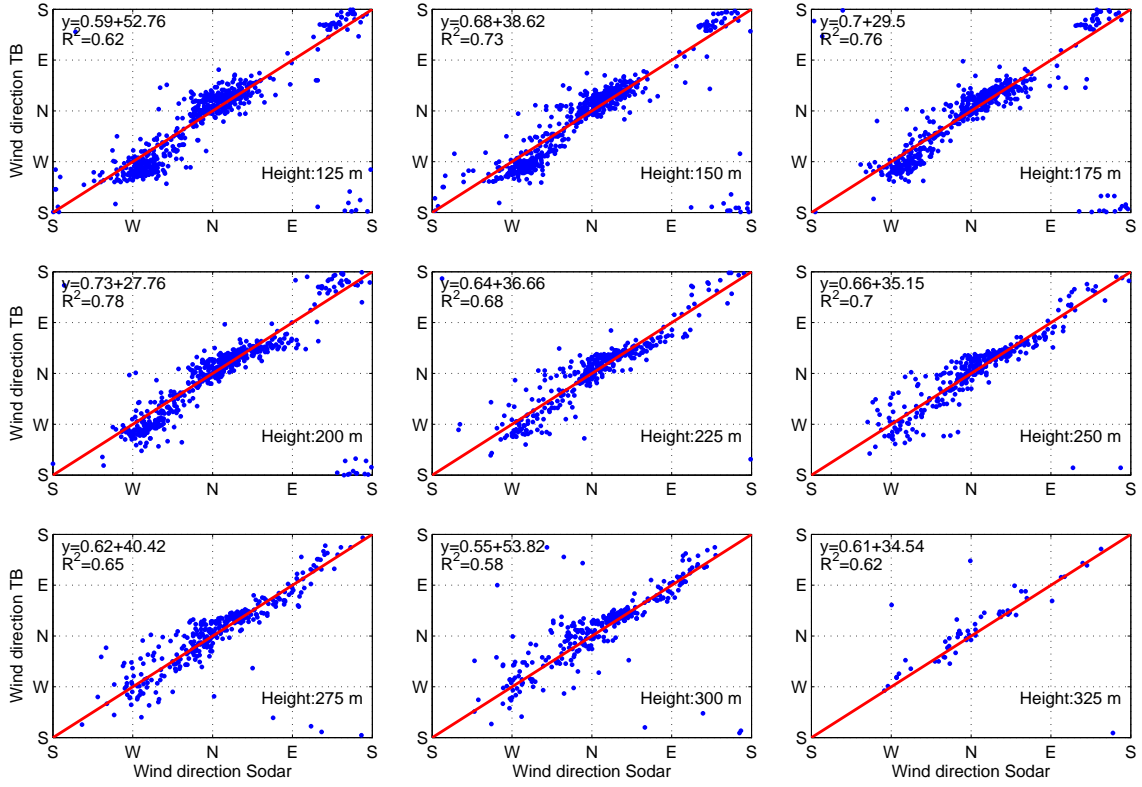 S
E
N
W
S
Wind direction TB
y=0.59+52.76
R²=0.62
Height:125 m
S W N E S
S
E
N
W
S
y=0.68+38.62
R²=0.73
Height:150 m
S W N E S
S
E
N
W
S
y=0.7+29.5
R²=0.76
Height:175 m
S W N E S
S
E
N
W
S
Wind direction TB
y=0.73+27.76
R²=0.78
Height:200 m
S W N E S
S
E
N
W
S
y=0.64+36.66
R²=0.68
Height:225 m
S W N E S
S
E
N
W
S
y=0.66+35.15
R²=0.7
Height:250 m
S W N E S
S
E
N
W
S
Wind direction TB
y=0.62+40.42
R²=0.65
Height:275 m
S W N E S
Wind direction Sodar
S
E
N
W
S
y=0.55+53.82
R²=0.58
Height:300 m
S W N E S
Wind direction Sodar
S
E
N
W
S
y=0.61+34.54
R²=0.62
Height:325 m
S W N E S
Wind direction Sodar